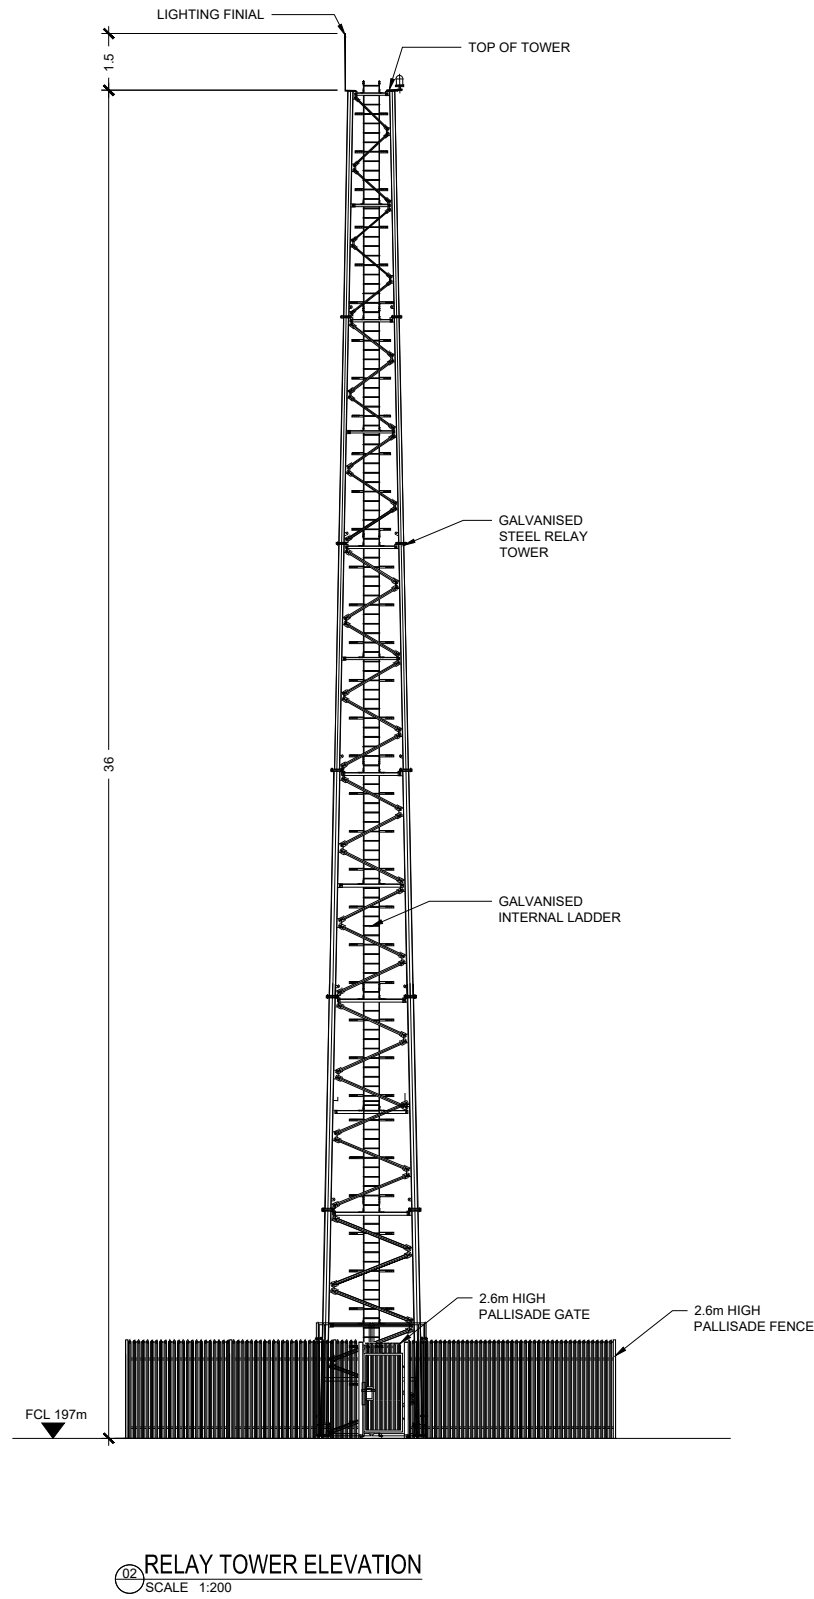 LIGHTING FINIAL
TOP OF TOWER
1.5
GALVANISED
STEEL RELAY
TOWER
36
GALVANISED
INTERNAL LADDER
2.6m HIGH
PALLISADE GATE
2.6m HIGH
PALLISADE FENCE
FCL 197m
02 RELAY TOWER ELEVATION
SCALE 1:200